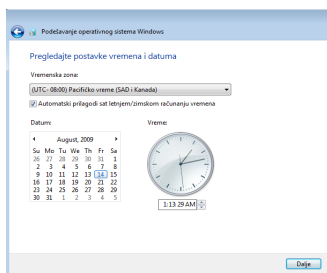 Podešavanje operativnog sistema Windows
Pregledajte postavke vremena i datuma
Vremenska zona:
(UTC- 08:00) Pacifičko vreme (SAD i Kanada)
Automatski prilagodi sat letnjem/zimskom računanju vremena
Datum:
Vreme:
August, 2009
Su Mo Tu We Th Fr Sa
26 27 28 29 30 31 1
2 3 4 5 6 7 8
9 10 11 12 13 14 15
16 17 18 19 20 21 22
23 24 25 26 27 28 29
30 31 1 2 3 4 5
1:13:29 AM
Dalje